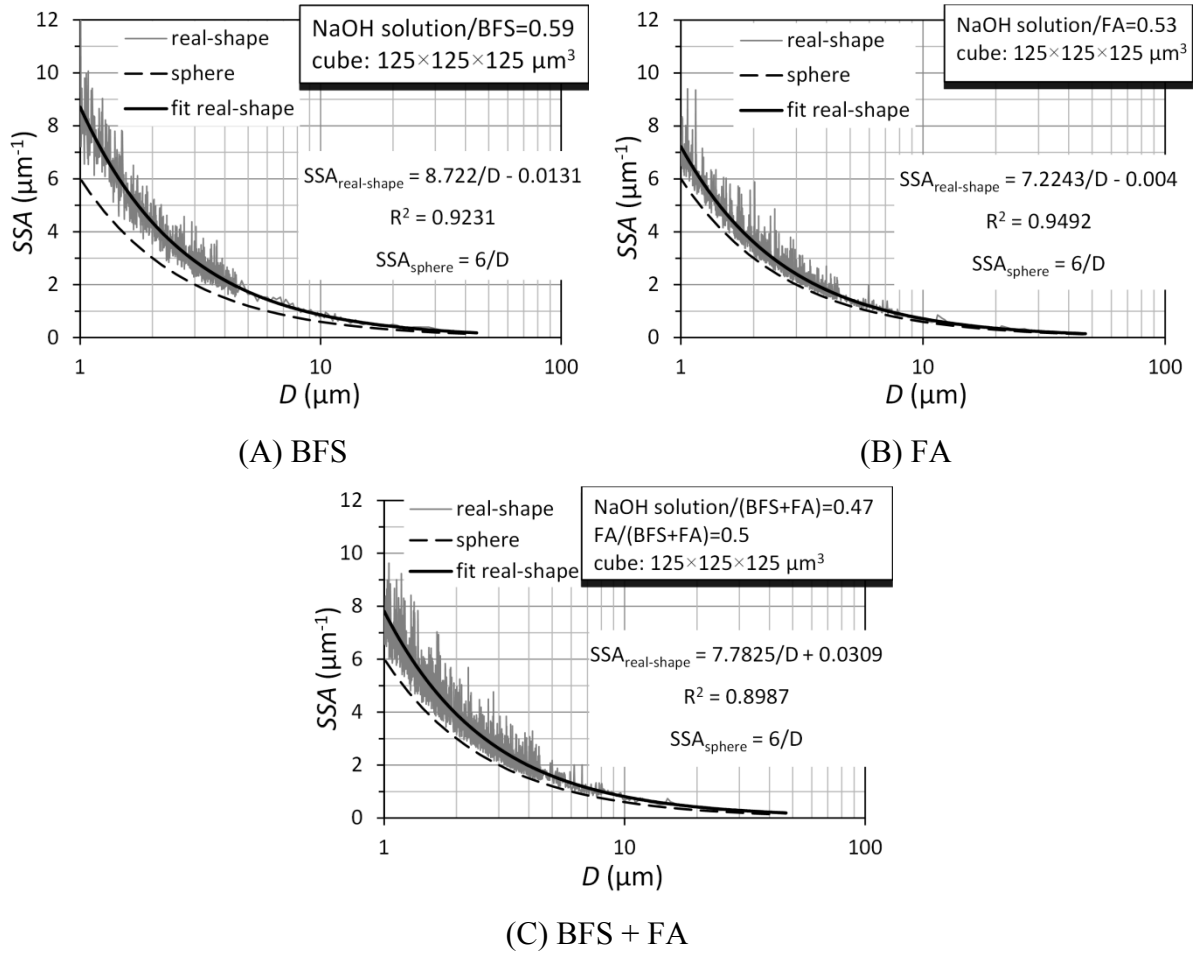 12
10
8
6
4
2
0
SSA (μm⁻¹)
real-shape
sphere
fit real-shape
NaOH solution/BFS=0.59
cube: 125×125×125 μm³
SSAreal-shape = 8.722/D - 0.0131
R² = 0.9231
SSAsphere = 6/D
1
10
100
D (μm)
(A) BFS
12
10
8
6
4
2
0
SSA (μm⁻¹)
real-shape
sphere
fit real-shape
NaOH solution/FA=0.53
cube: 125×125×125 μm³
SSAreal-shape = 7.2243/D - 0.004
R² = 0.9492
SSAsphere = 6/D
1
10
100
D (μm)
(B) FA
12
10
8
6
4
2
0
SSA (μm⁻¹)
real-shape
sphere
fit real-shape
NaOH solution/(BFS+FA)=0.47
FA/(BFS+FA)=0.5
cube: 125×125×125 μm³
SSAreal-shape = 7.7825/D + 0.0309
R² = 0.8987
SSAsphere = 6/D
1
10
100
D (μm)
(C) BFS + FA